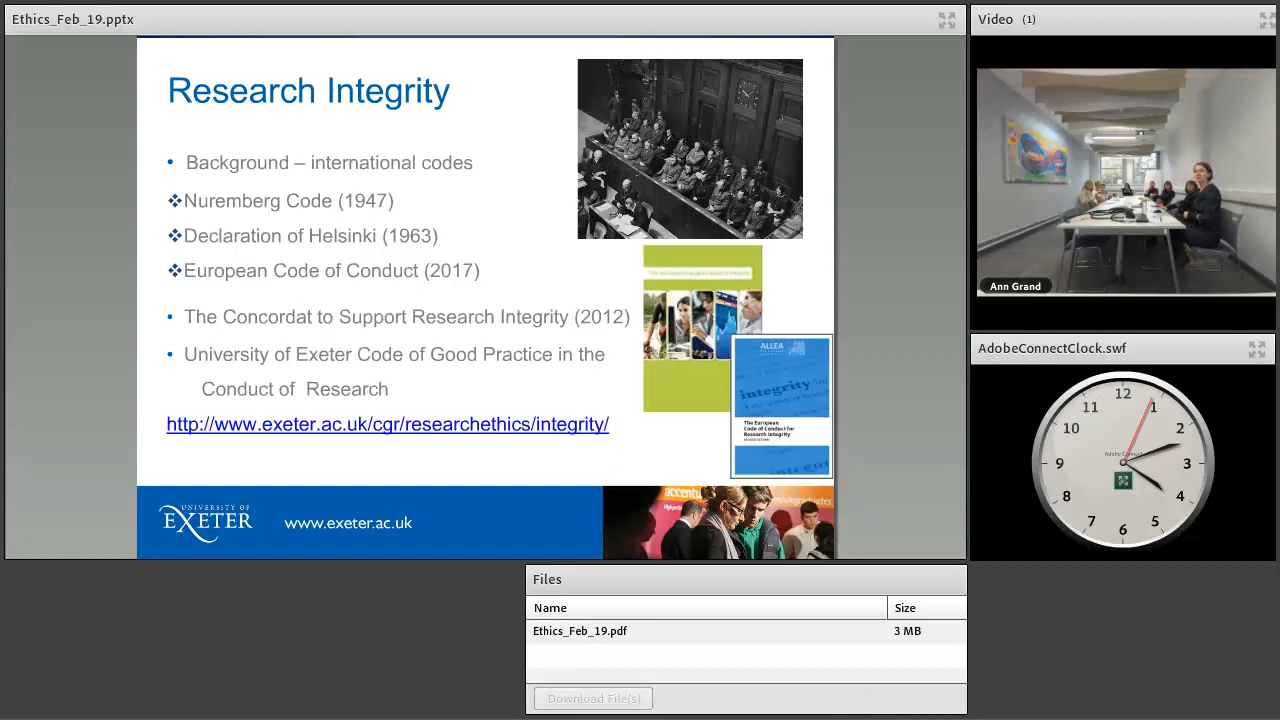 Ethics_Feb_19.pptx
Research Integrity
• Background – international codes
❖Nuremberg Code (1947)
❖Declaration of Helsinki (1963)
❖European Code of Conduct (2017)
• The Concordat to Support Research Integrity (2012)
• University of Exeter Code of Good Practice in the
Conduct of Research
http://www.exeter.ac.uk/cgr/researchethics/integrity/
ALLEA
integrity
The European
Code of Conduct for
Research Integrity
UNIVERSITY OF
EXETER
www.exeter.ac.uk
accentu
/ukgraduates
Video (1)
Ann Grand
AdobeConnectClock.swf
12
1
2
3
4
5
6
7
8
9
10
11
Adobe Connect
Files
Name Size
Ethics_Feb_19.pdf 3 MB
Download File(s)